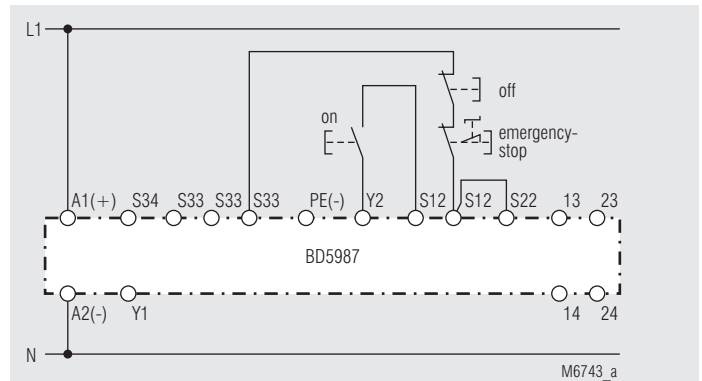 L1
off
on
emergency-
stop
A1(+) S34 S33 S33 S33 PE(-) Y2 S12 S12 S22 13 23
BD5987
A2(-) Y1 14 24
N
M6743_a